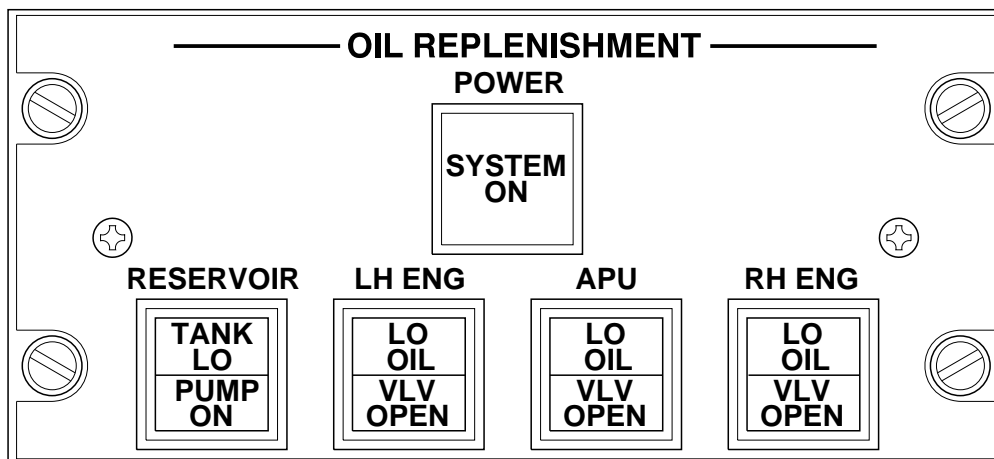 OIL REPLENISHMENT
POWER
SYSTEM
ON
RESERVOIR LH ENG APU RH ENG
TANK LO LO LO
LO OIL OIL OIL
PUMP VLV VLV VLV
ON OPEN OPEN OPEN